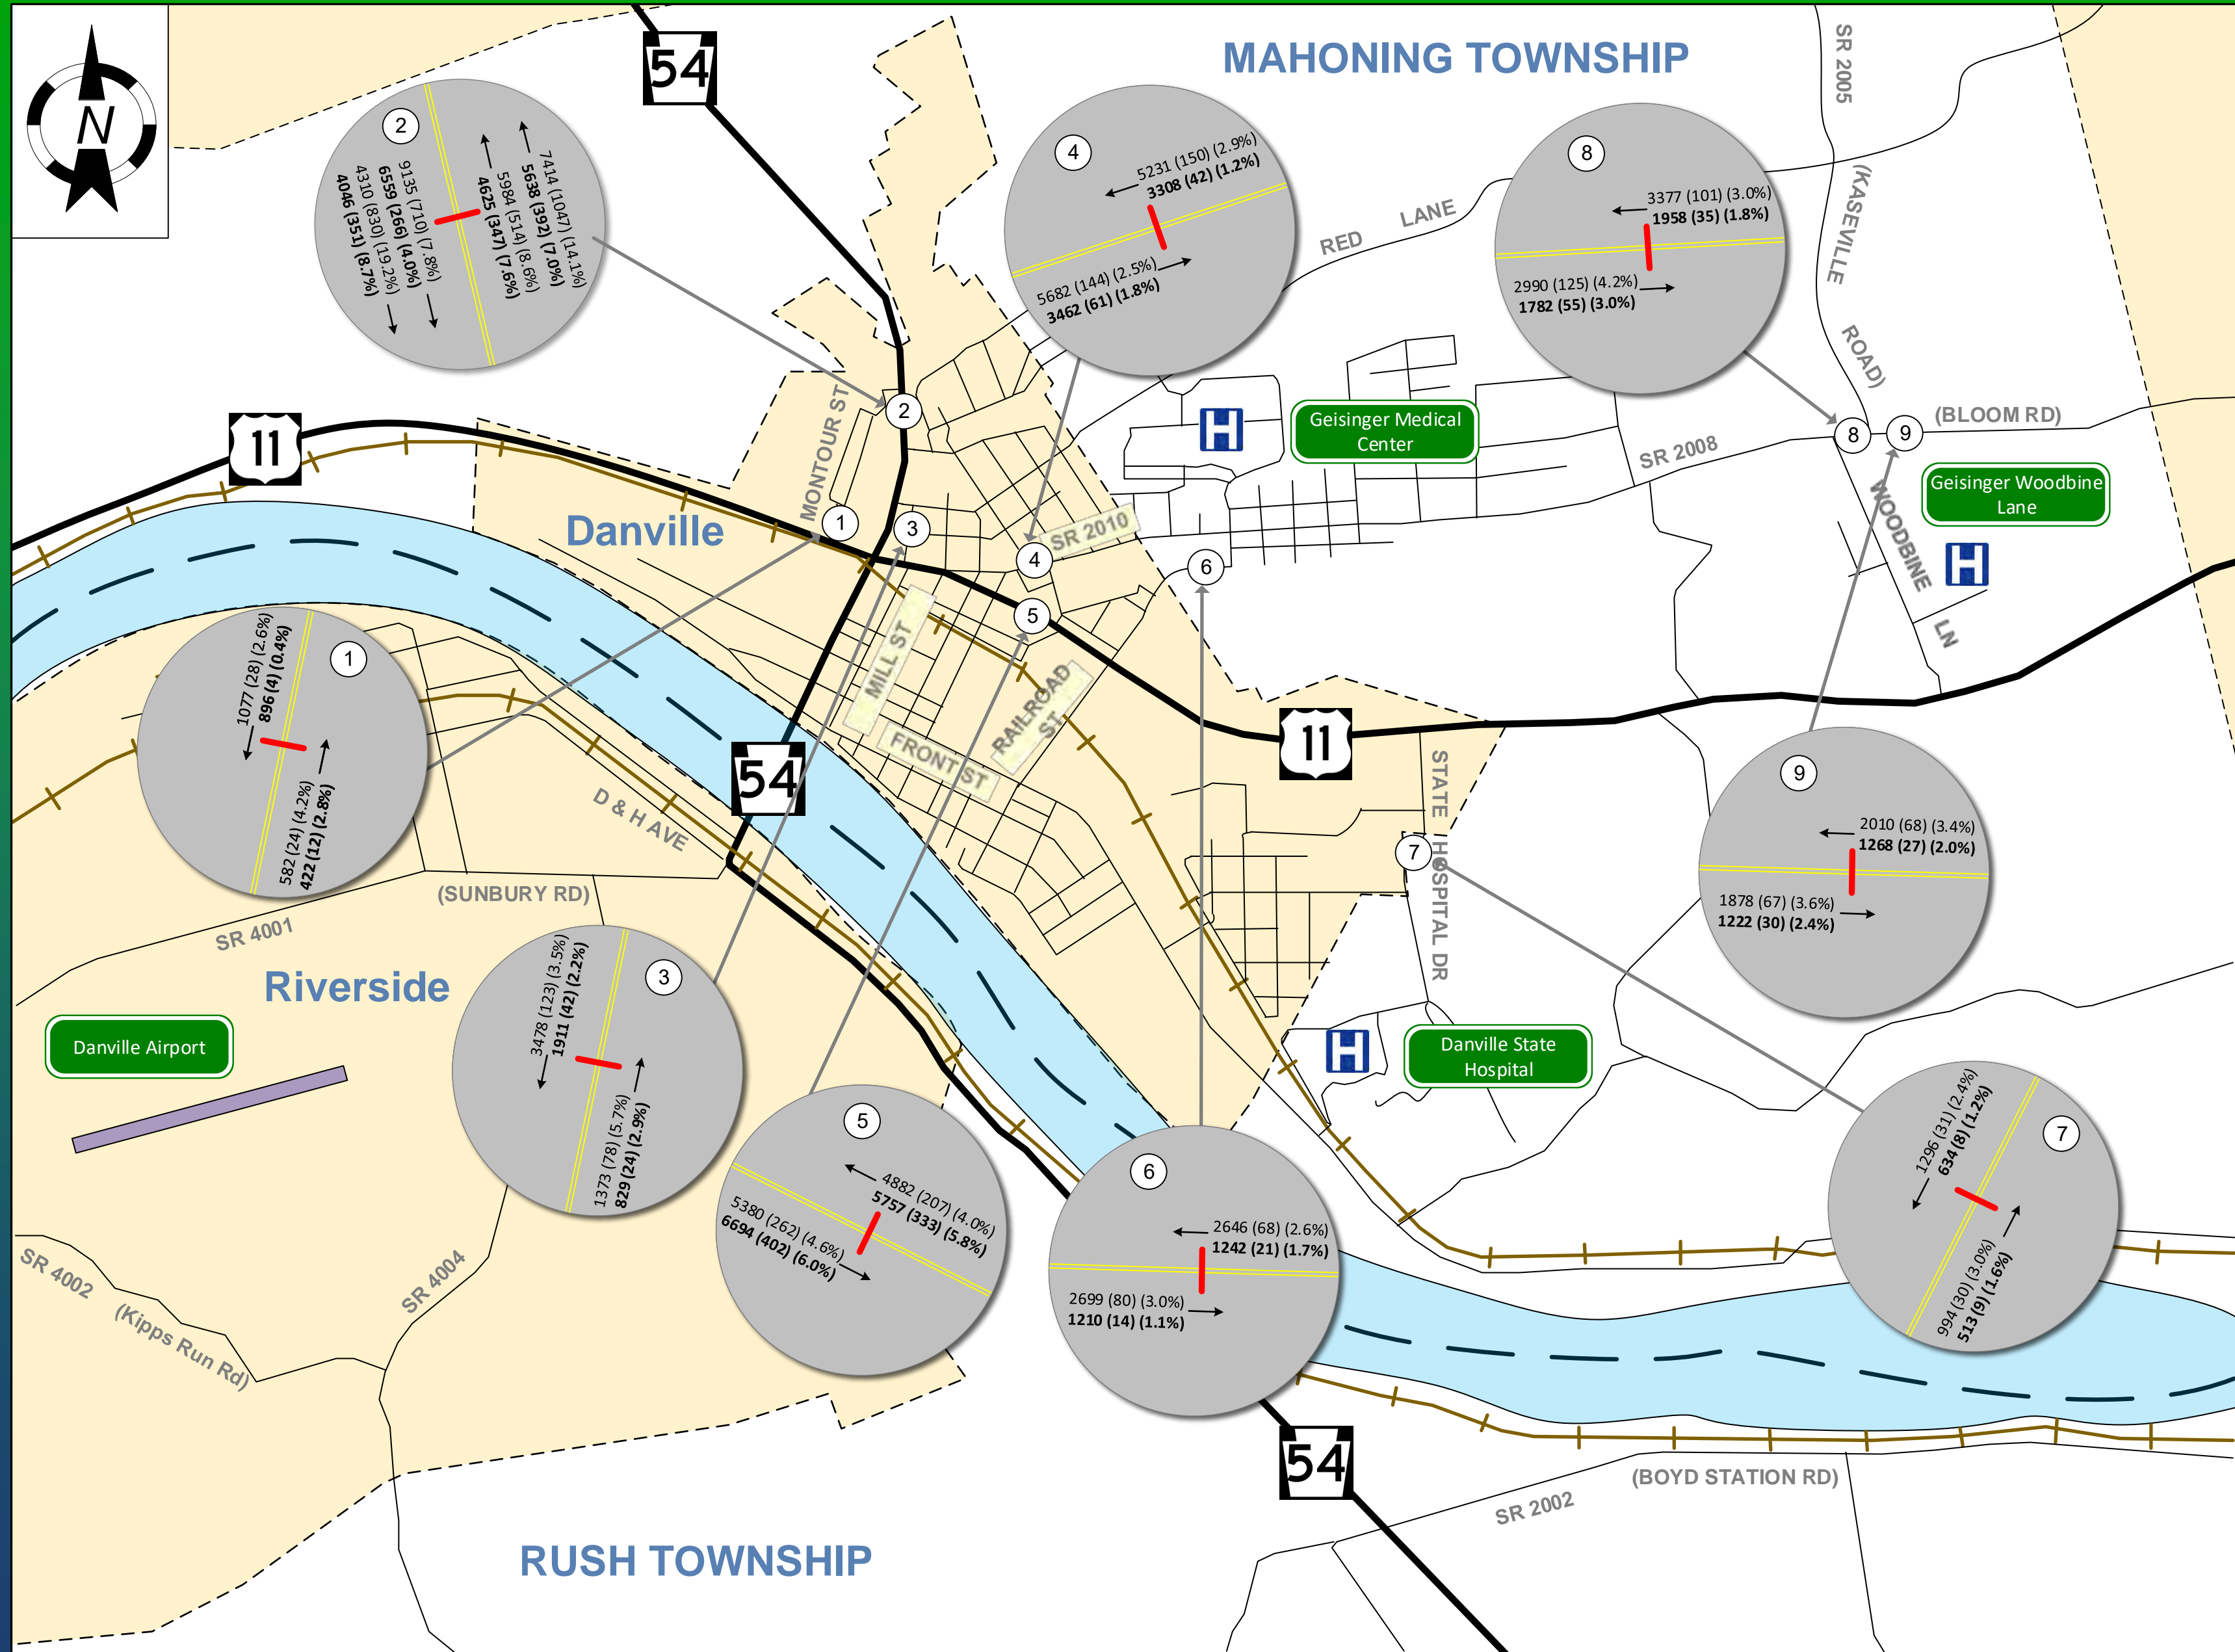 N
54
MAHONING TOWNSHIP
SR 2005
(KASEVILLE
ROAD)
2
9135 (710) (7.8%)
6559 (266) (4.0%)
4310 (830) (19.2%)
4046 (351) (8.7%)
7414 (1047) (14.1%)
5638 (392) (7.0%)
5984 (514) (8.6%)
4625 (347) (7.6%)
4
5231 (150) (2.9%)
3308 (42) (1.2%)
5682 (144) (2.5%)
3462 (61) (1.8%)
RED LANE
8
3377 (101) (3.0%)
1958 (35) (1.8%)
2990 (125) (4.2%)
1782 (55) (3.0%)
11
MONTOUR ST
2
H
Geisinger Medical
Center
SR 2008
8
9
(BLOOM RD)
Geisinger Woodbine
Lane
H
WOODBINE
LN
Danville
1
3
SR 2010
4
5
6
MILL ST
RAILROAD
ST
FRONT ST
54
11
1
1077 (28) (2.6%)
896 (4) (0.4%)
582 (24) (4.2%)
422 (12) (2.8%)
D & H AVE
(SUNBURY RD)
SR 4001
STATE HOSPITAL DR
7
9
2010 (68) (3.4%)
1268 (27) (2.0%)
1878 (67) (3.6%)
1222 (30) (2.4%)
Riverside
Danville Airport
3
3478 (123) (3.5%)
1911 (42) (2.2%)
1373 (78) (5.7%)
829 (24) (2.9%)
H
Danville State
Hospital
5
4882 (207) (4.0%)
5757 (333) (5.8%)
5380 (262) (4.6%)
6694 (402) (6.0%)
6
2646 (68) (2.6%)
1242 (21) (1.7%)
2699 (80) (3.0%)
1210 (14) (1.1%)
7
1296 (31) (2.4%)
634 (8) (1.2%)
994 (30) (3.0%)
513 (9) (1.6%)
SR 4002
(Kipps Run Rd)
SR 4004
54
(BOYD STATION RD)
SR 2002
RUSH TOWNSHIP